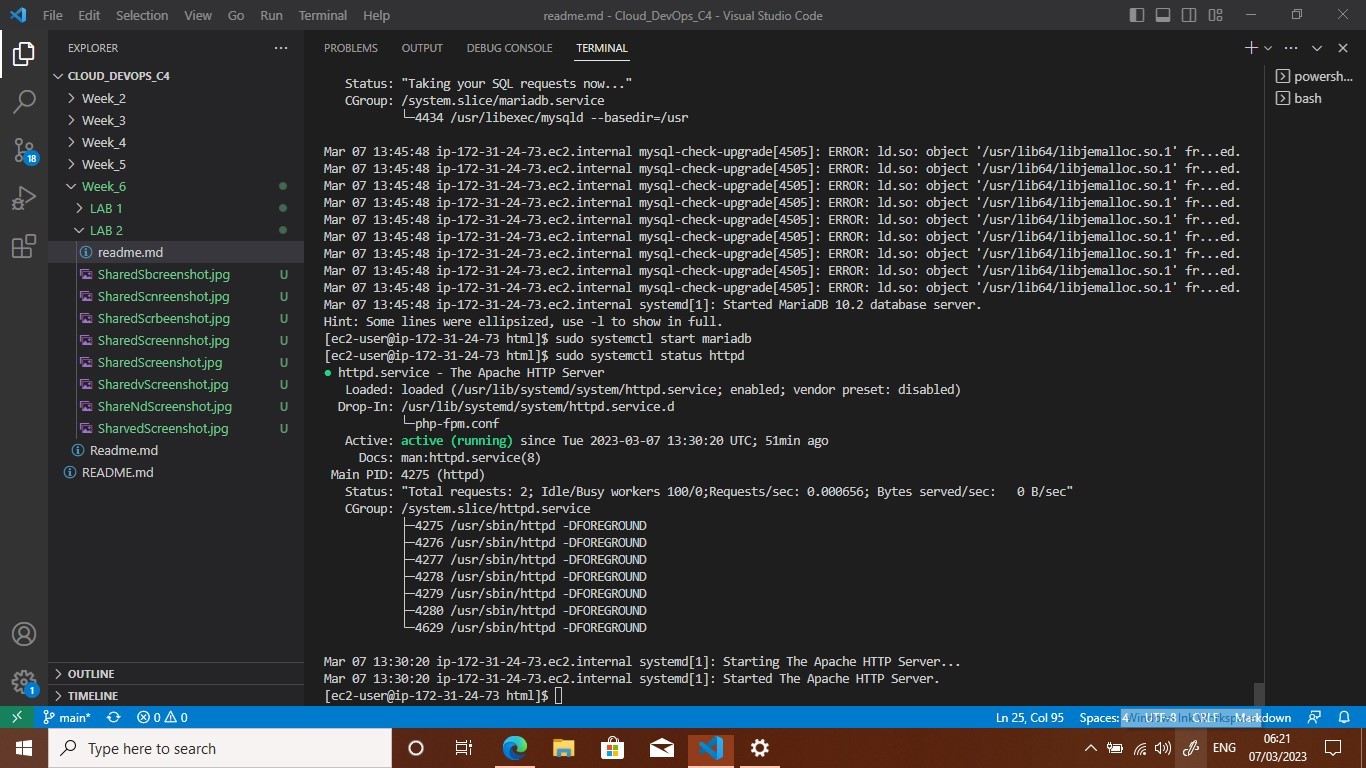 File Edit Selection View Go Run Terminal Help
readme.md - Cloud_DevOps_C4 - Visual Studio Code
EXPLORER
CLOUD_DEVOPS_C4
Week_2
Week_3
Week_4
Week_5
Week_6
LAB 1
LAB 2
readme.md
SharedSbcreenshot.jpg U
SharedScnreenshot.jpg U
SharedScrbeenshot.jpg U
SharedScreennshot.jpg U
SharedScreenshot.jpg U
SharedvScreenshot.jpg U
ShareNdScreenshot.jpg U
SharvedScreenshot.jpg U
Readme.md
README.md
OUTLINE
TIMELINE
18
1
PROBLEMS OUTPUT DEBUG CONSOLE TERMINAL
powersh...
bash
Status: "Taking your SQL requests now..."
CGroup: /system.slice/mariadb.service
└─4434 /usr/libexec/mysqld --basedir=/usr
Mar 07 13:45:48 ip-172-31-24-73.ec2.internal mysql-check-upgrade[4505]: ERROR: ld.so: object '/usr/lib64/libjemalloc.so.1' fr...ed.
Mar 07 13:45:48 ip-172-31-24-73.ec2.internal mysql-check-upgrade[4505]: ERROR: ld.so: object '/usr/lib64/libjemalloc.so.1' fr...ed.
Mar 07 13:45:48 ip-172-31-24-73.ec2.internal mysql-check-upgrade[4505]: ERROR: ld.so: object '/usr/lib64/libjemalloc.so.1' fr...ed.
Mar 07 13:45:48 ip-172-31-24-73.ec2.internal mysql-check-upgrade[4505]: ERROR: ld.so: object '/usr/lib64/libjemalloc.so.1' fr...ed.
Mar 07 13:45:48 ip-172-31-24-73.ec2.internal mysql-check-upgrade[4505]: ERROR: ld.so: object '/usr/lib64/libjemalloc.so.1' fr...ed.
Mar 07 13:45:48 ip-172-31-24-73.ec2.internal mysql-check-upgrade[4505]: ERROR: ld.so: object '/usr/lib64/libjemalloc.so.1' fr...ed.
Mar 07 13:45:48 ip-172-31-24-73.ec2.internal mysql-check-upgrade[4505]: ERROR: ld.so: object '/usr/lib64/libjemalloc.so.1' fr...ed.
Mar 07 13:45:48 ip-172-31-24-73.ec2.internal mysql-check-upgrade[4505]: ERROR: ld.so: object '/usr/lib64/libjemalloc.so.1' fr...ed.
Mar 07 13:45:48 ip-172-31-24-73.ec2.internal mysql-check-upgrade[4505]: ERROR: ld.so: object '/usr/lib64/libjemalloc.so.1' fr...ed.
Mar 07 13:45:48 ip-172-31-24-73.ec2.internal systemd[1]: Started MariaDB 10.2 database server.
Hint: Some lines were ellipsized, use -l to show in full.
[ec2-user@ip-172-31-24-73 html]$ sudo systemctl start mariadb
[ec2-user@ip-172-31-24-73 html]$ sudo systemctl status httpd
● httpd.service - The Apache HTTP Server
Loaded: loaded (/usr/lib/systemd/system/httpd.service; enabled; vendor preset: disabled)
Drop-In: /usr/lib/systemd/system/httpd.service.d
└─php-fpm.conf
Active: active (running) since Tue 2023-03-07 13:30:20 UTC; 51min ago
Docs: man:httpd.service(8)
Main PID: 4275 (httpd)
Status: "Total requests: 2; Idle/Busy workers 100/0;Requests/sec: 0.000656; Bytes served/sec:   0 B/sec"
CGroup: /system.slice/httpd.service
├─4275 /usr/sbin/httpd -DFOREGROUND
├─4276 /usr/sbin/httpd -DFOREGROUND
├─4277 /usr/sbin/httpd -DFOREGROUND
├─4278 /usr/sbin/httpd -DFOREGROUND
├─4279 /usr/sbin/httpd -DFOREGROUND
├─4280 /usr/sbin/httpd -DFOREGROUND
└─4629 /usr/sbin/httpd -DFOREGROUND
Mar 07 13:30:20 ip-172-31-24-73.ec2.internal systemd[1]: Starting The Apache HTTP Server...
Mar 07 13:30:20 ip-172-31-24-73.ec2.internal systemd[1]: Started The Apache HTTP Server.
[ec2-user@ip-172-31-24-73 html]$
main* 0 0 Ln 25, Col 95 Spaces: 4 UTF-8 CRLF Markdown
Type here to search
ENG
06:21
07/03/2023